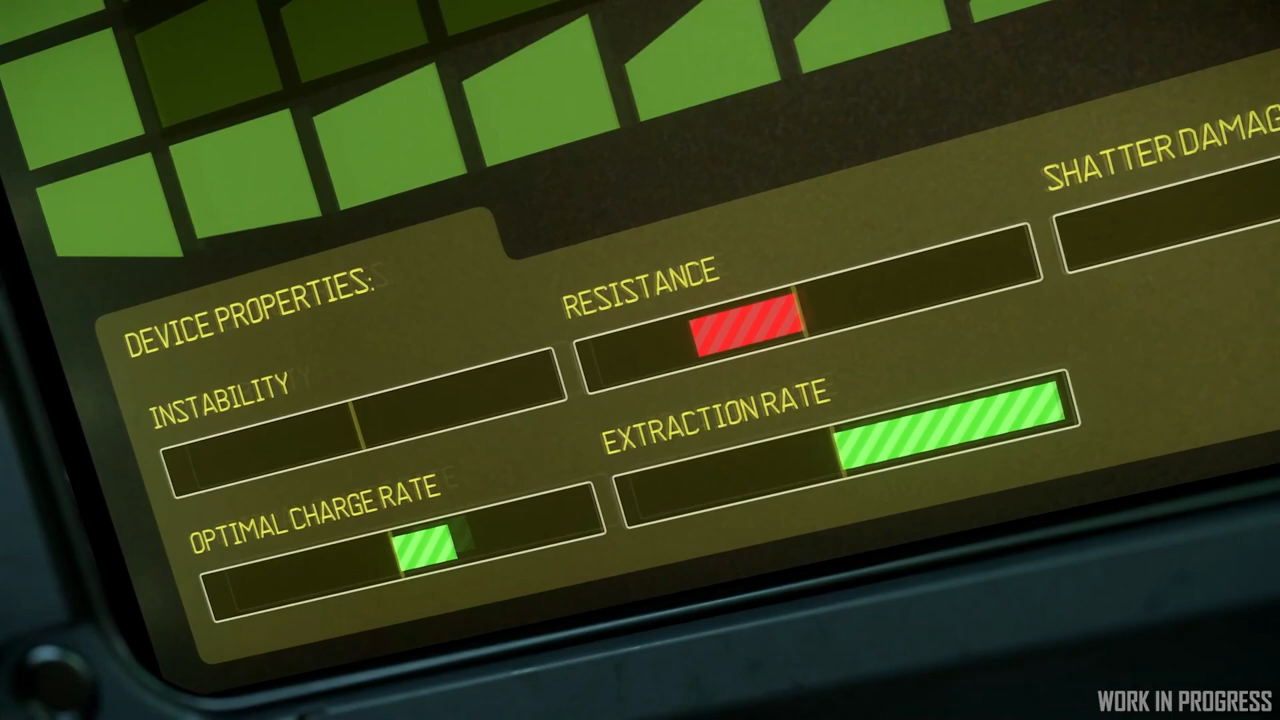 DEVICE PROPERTIES:
INSTABILITY
RESISTANCE
SHATTER DAMAG
OPTIMAL CHARGE RATE
EXTRACTION RATE
WORK IN PROGRESS